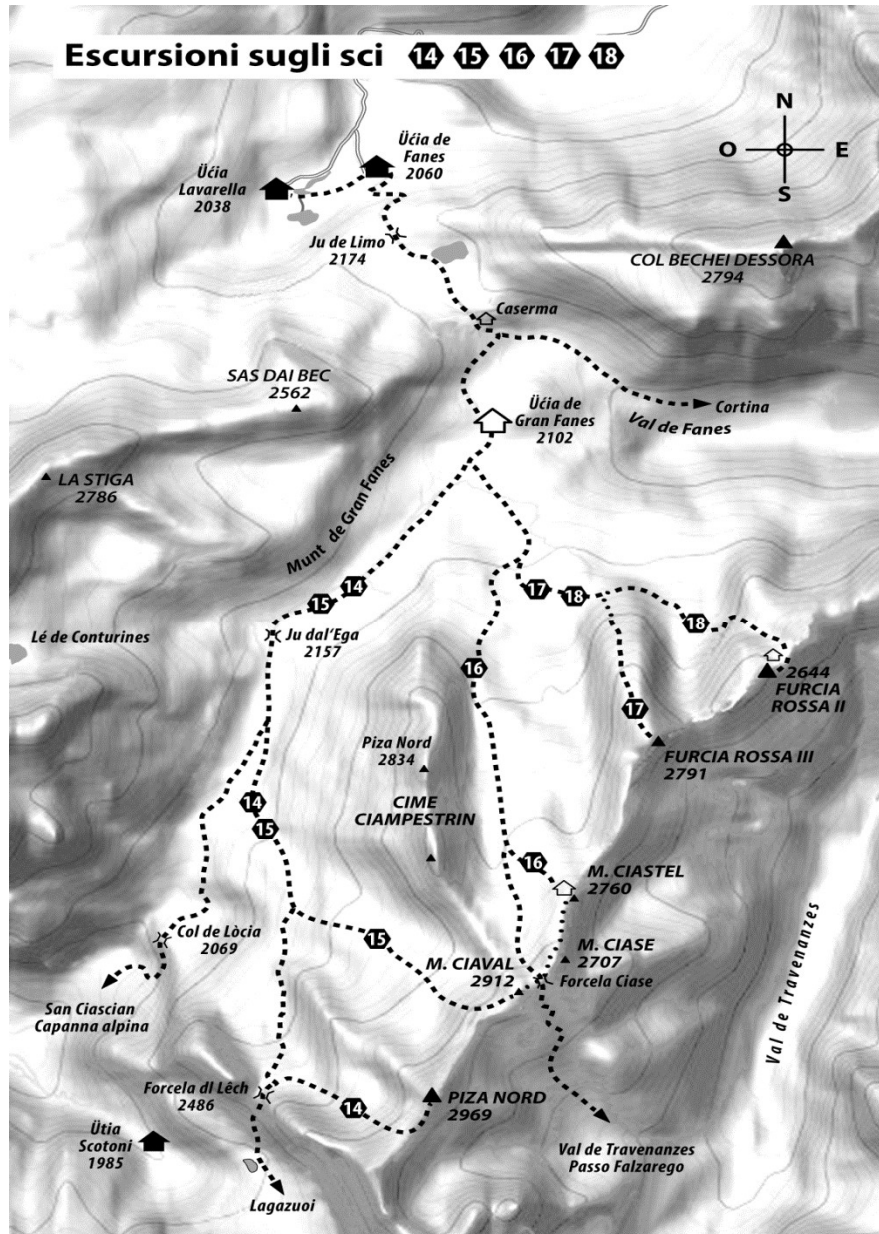 Escursioni sugli sci 14 15 16 17 18
N
O E
S
Üćia de
Fanes
2060
Üćia
Lavarella
2038
Ju de Limo
2174
COL BECHEI DESSORA
2794
Caserma
SAS DAI BEC
2562
Üćia de
Gran Fanes
2102
Cortina
Val de Fanes
LA STIGA
2786
Munt de Gran Fanes
14
15
17
18
18
Ju dal'Ega
2157
Lé de Conturines
16
2644
FURCIA
ROSSA II
17
Piza Nord
2834
FURCIA ROSSA III
2791
CIME
CIAMPESTRIN
14
15
16
M. CIASTEL
2760
Col de Lòcia
2069
15
M. CIASE
2707
M. CIAVAL
2912
Forcela Ciase
San Ciascian
Capanna alpina
Val de Travenanzes
Forcela dl Lêch
2486
14
PIZA NORD
2969
Ütia
Scotoni
1985
Val de Travenanzes
Passo Falzarego
Lagazuoi